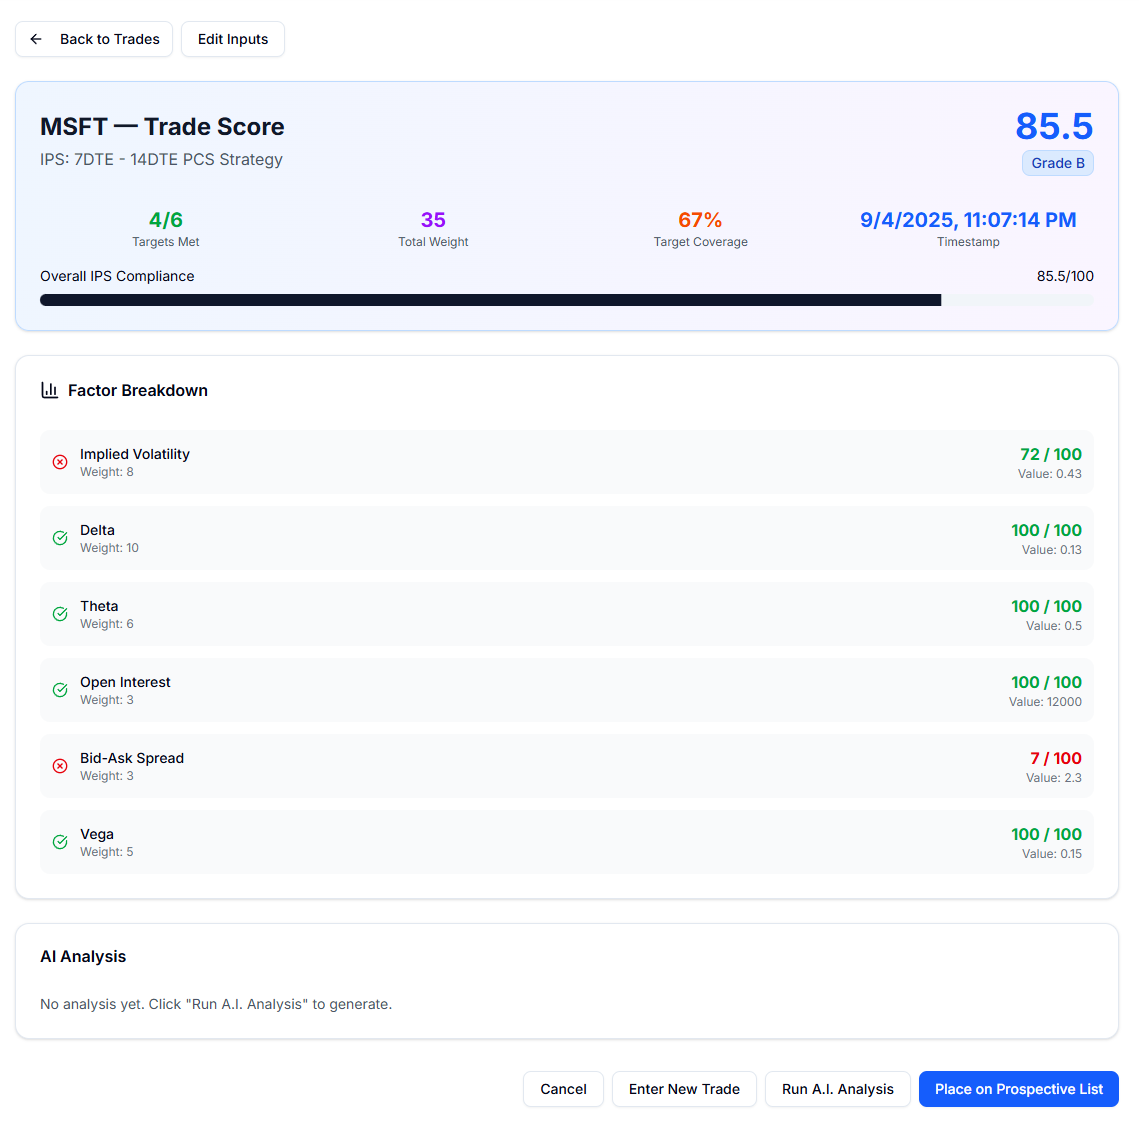 Back to Trades
Edit Inputs
MSFT — Trade Score
85.5
IPS: 7DTE - 14DTE PCS Strategy
Grade B
4/6
35
67%
9/4/2025, 11:07:14 PM
Targets Met
Total Weight
Target Coverage
Timestamp
Overall IPS Compliance
85.5/100
Factor Breakdown
Implied Volatility
72 / 100
Weight: 8
Value: 0.43
Delta
100 / 100
Weight: 10
Value: 0.13
Theta
100 / 100
Weight: 6
Value: 0.5
Open Interest
100 / 100
Weight: 3
Value: 12000
Bid-Ask Spread
7 / 100
Weight: 3
Value: 2.3
Vega
100 / 100
Weight: 5
Value: 0.15
AI Analysis
No analysis yet. Click "Run A.I. Analysis" to generate.
Cancel
Enter New Trade
Run A.I. Analysis
Place on Prospective List